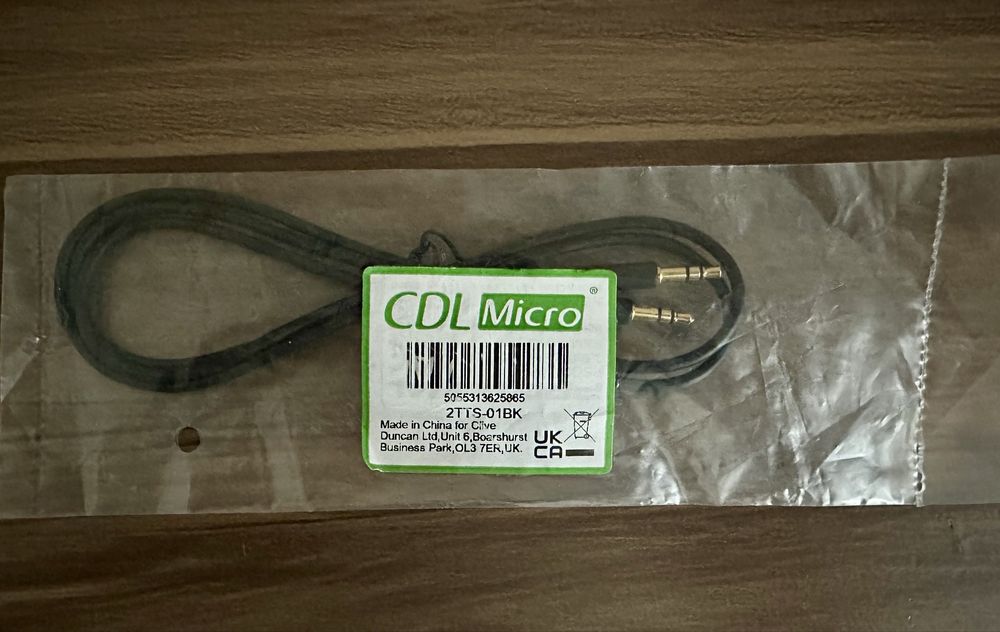 CDL Micro®
5055313625865
2TTS-01BK
Made in China for Clive
Duncan Ltd,Unit 6,Boarshurst
Business Park,OL3 7ER,UK.
UK
CA